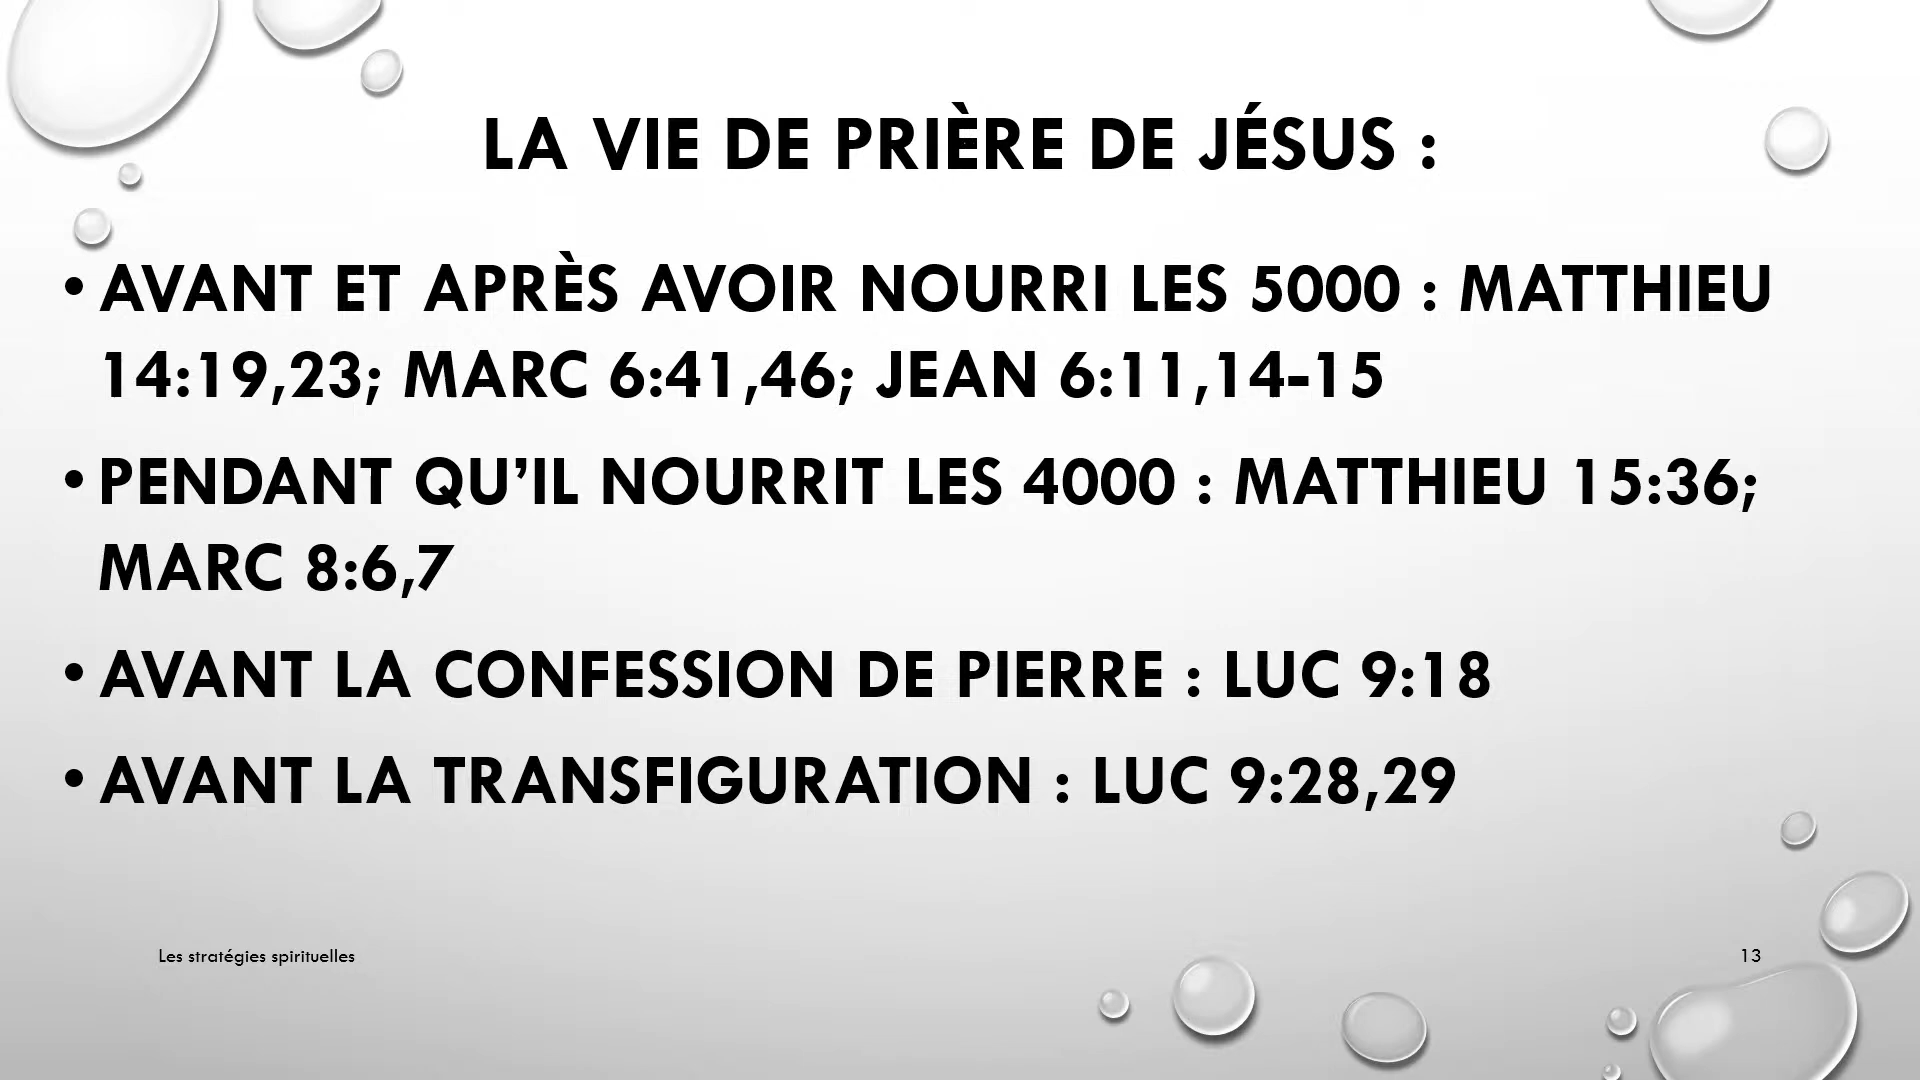 LA VIE DE PRIÈRE DE JÉSUS :
• AVANT ET APRÈS AVOIR NOURRI LES 5000 : MATTHIEU
14:19,23; MARC 6:41,46; JEAN 6:11,14-15
• PENDANT QU’IL NOURRIT LES 4000 : MATTHIEU 15:36;
MARC 8:6,7
• AVANT LA CONFESSION DE PIERRE : LUC 9:18
• AVANT LA TRANSFIGURATION : LUC 9:28,29
Les stratégies spirituelles
13